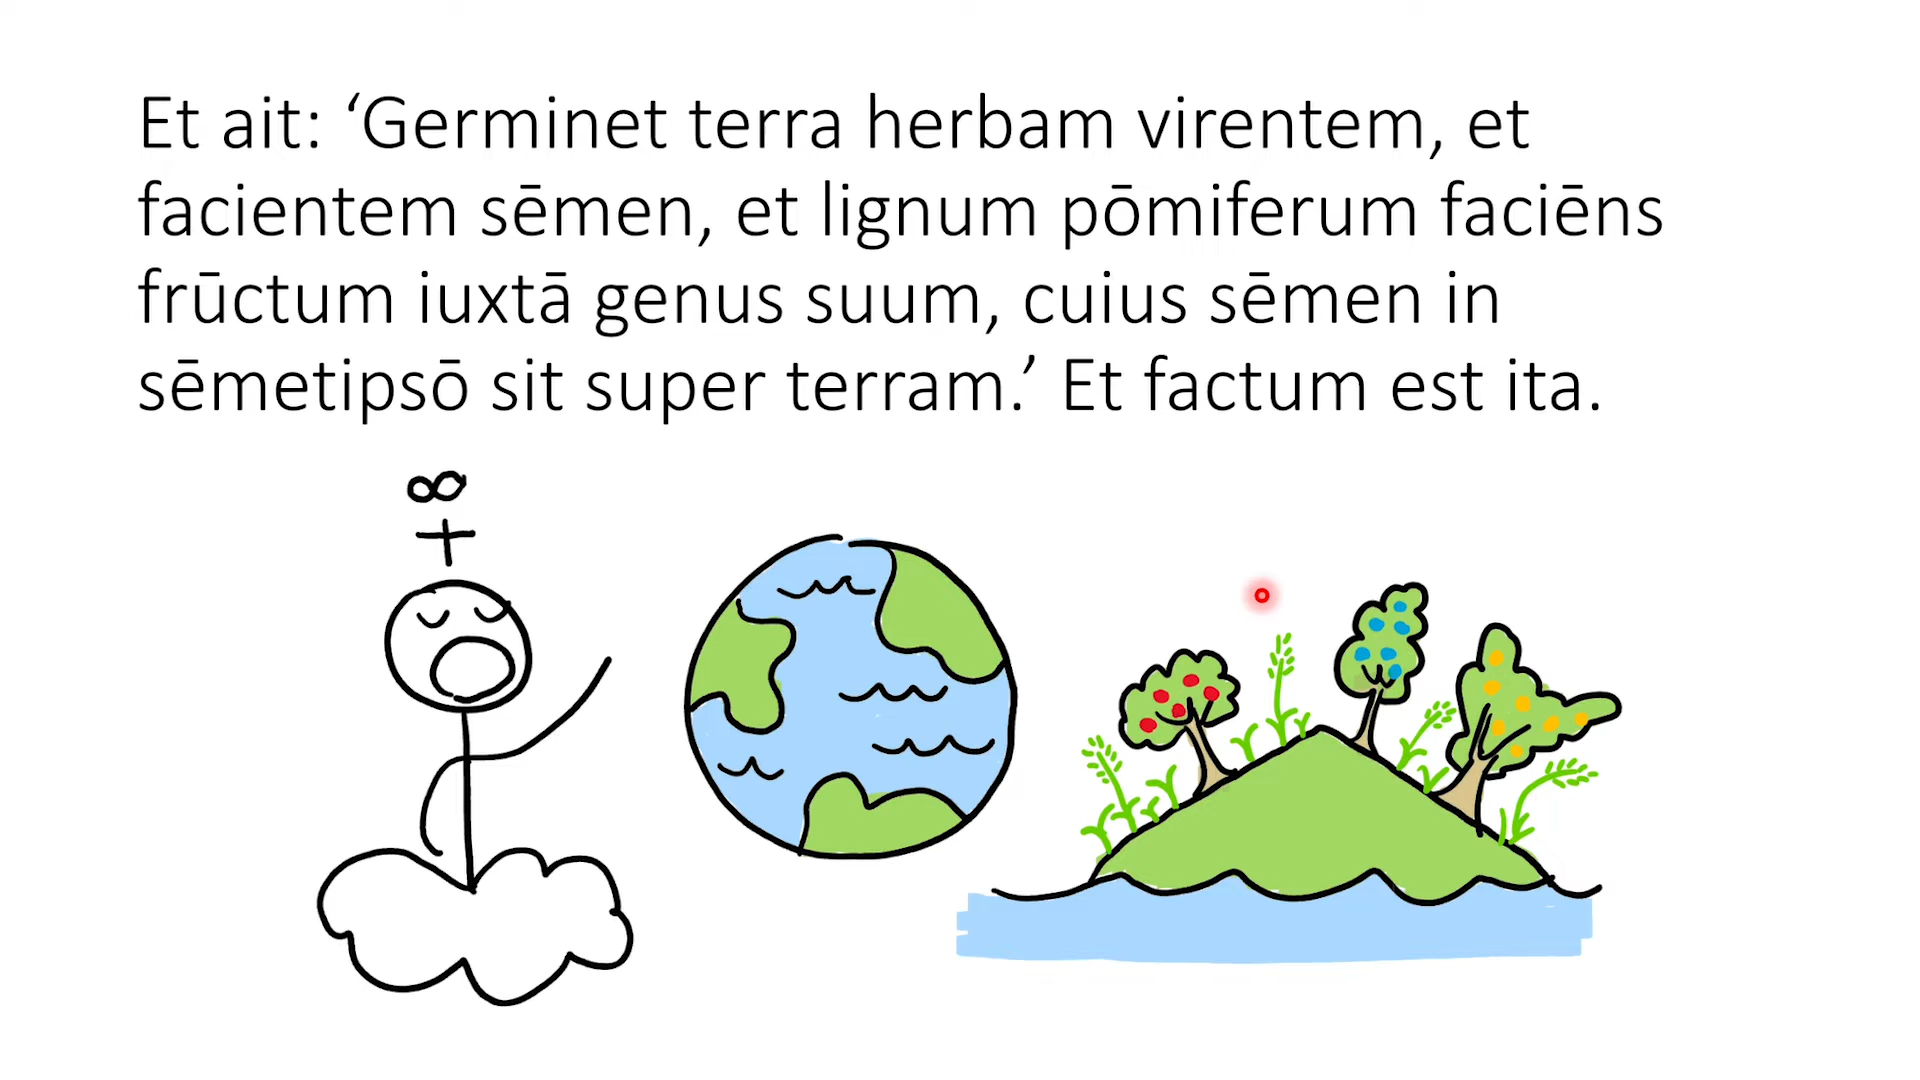 Et ait: ‘Germinet terra herbam virentem, et
facientem sēmen, et lignum pōmiferum faciēns
frūctum iuxtā genus suum, cuius sēmen in
sēmetipsō sit super terram.’ Et factum est ita.
∞